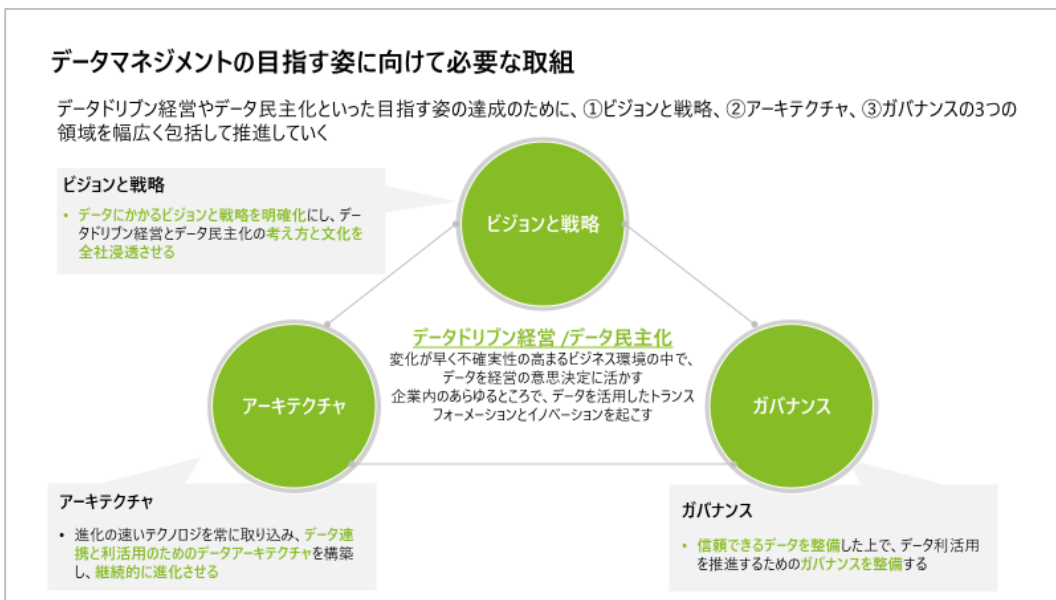 データマネジメントの目指す姿に向けて必要な取組
データドリブン経営やデータ民主化といった目指す姿の達成のために、①ビジョンと戦略、②アーキテクチャ、③ガバナンスの3つの
領域を幅広く包括して推進していく
ビジョンと戦略
• データにかかるビジョンと戦略を明確化にし、デー
タドリブン経営とデータ民主化の考え方と文化を
全社浸透させる
ビジョンと戦略
データドリブン経営 /データ民主化
変化が早く不確実性の高まるビジネス環境の中で、
データを経営の意思決定に活かす
企業内のあらゆるところで、データを活用したトランス
フォーメーションとイノベーションを起こす
アーキテクチャ
ガバナンス
アーキテクチャ
• 進化の速いテクノロジを常に取り込み、データ連
携と利活用のためのデータアーキテクチャを構築
し、継続的に進化させる
ガバナンス
• 信頼できるデータを整備した上で、データ利活用
を推進するためのガバナンスを整備する